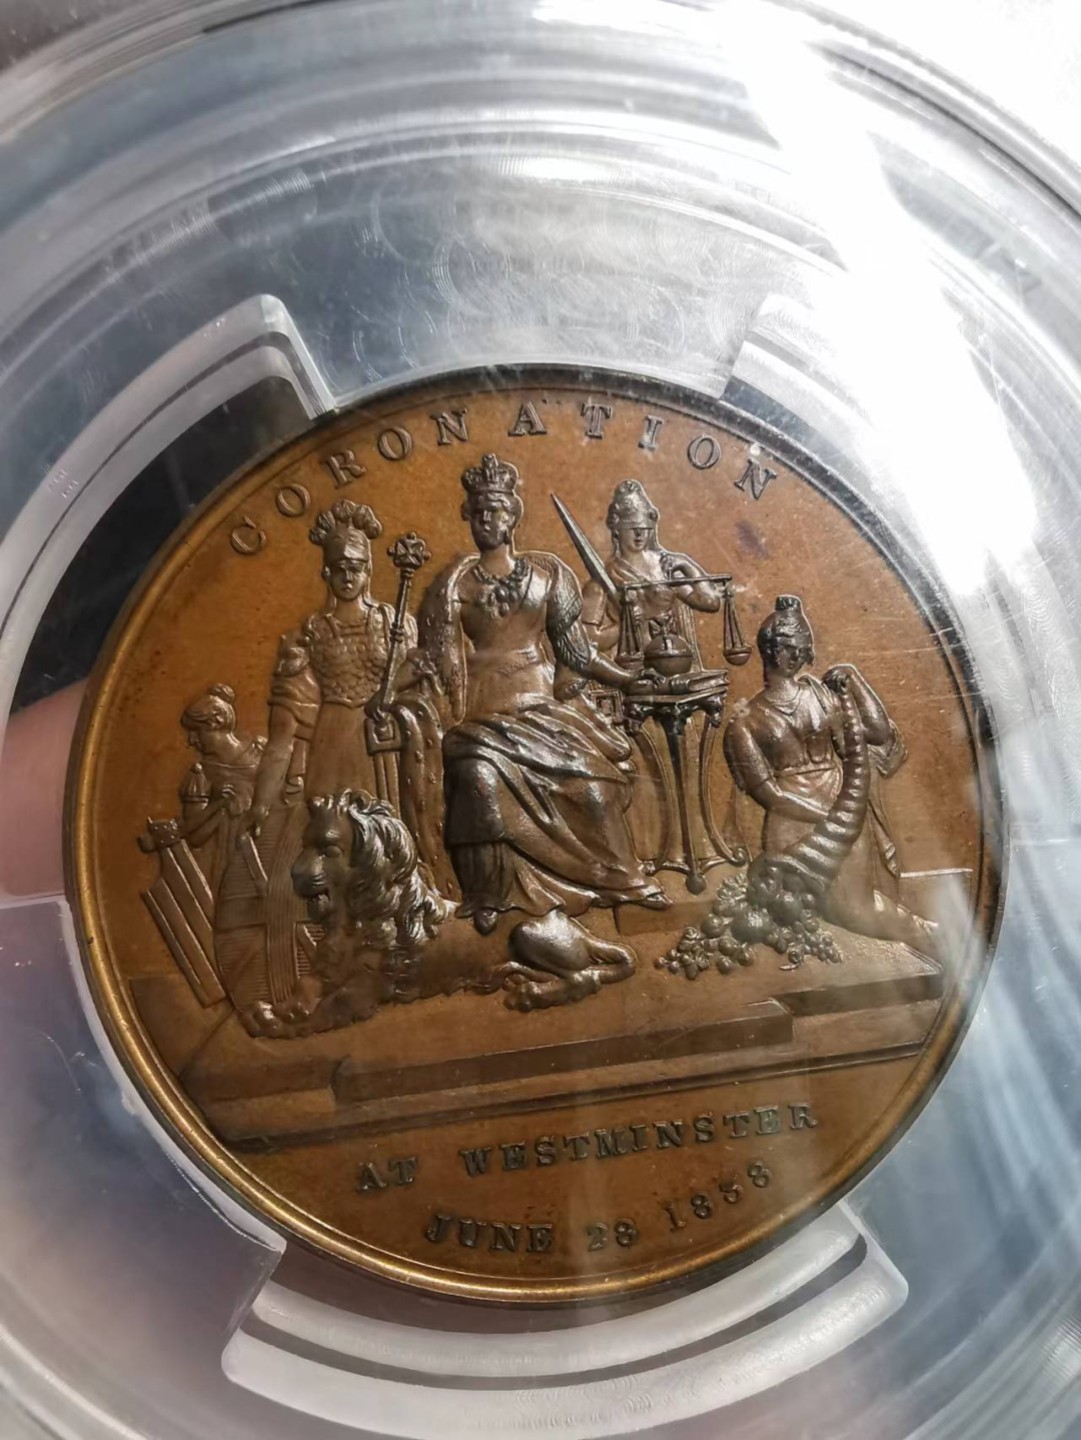 CORONATION
AT WESTMINSTER
JUNE 28 1838